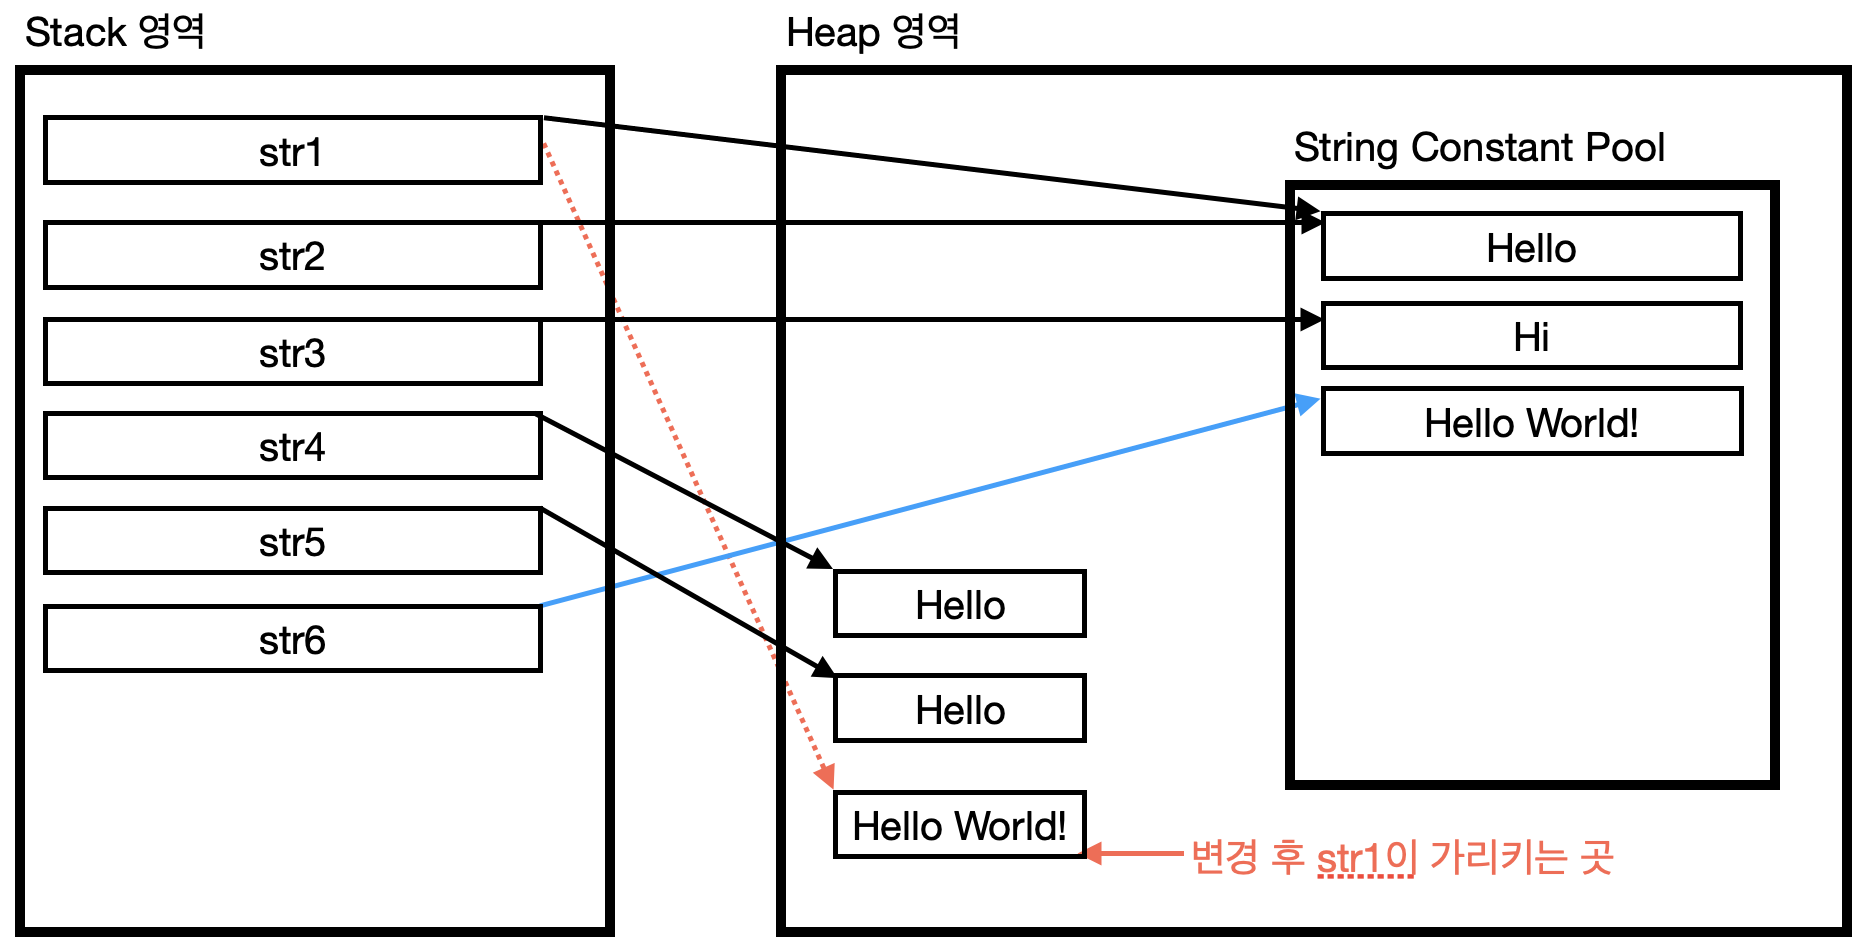 Stack 영역
str1
str2
str3
str4
str5
str6
Heap 영역
String Constant Pool
Hello
Hi
Hello World!
Hello
Hello
Hello World!
변경 후 str1이 가리키는 곳